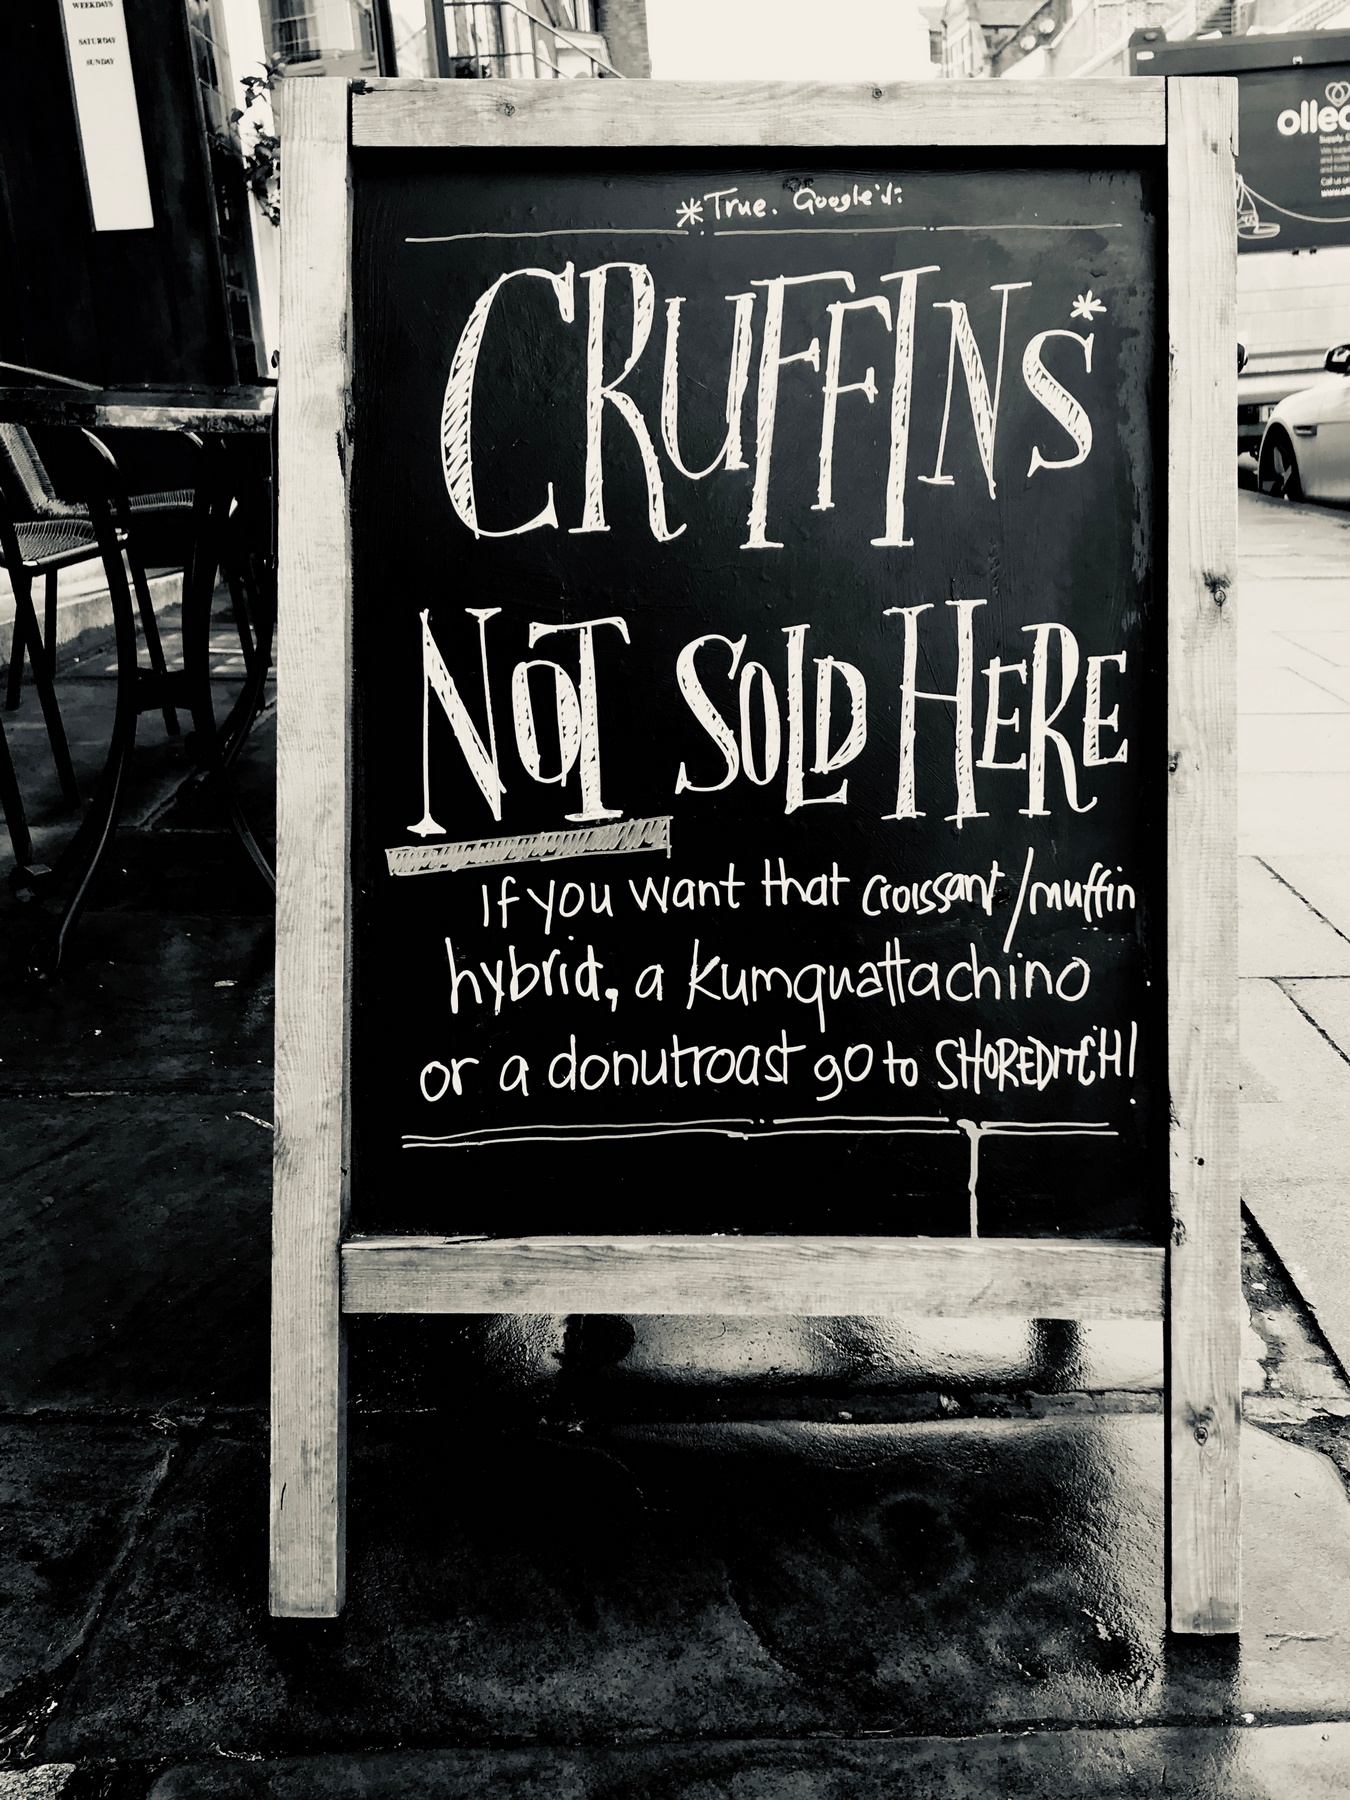 WEEKDAYS
SATURDAY
SUNDAY
*True. Google'd:
CRUFFINS*
NOT SOLD HERE
If you want that croissant/muffin
hybrid, a kumquattachino
or a donutroast go to SHOREDITCH!
olleco